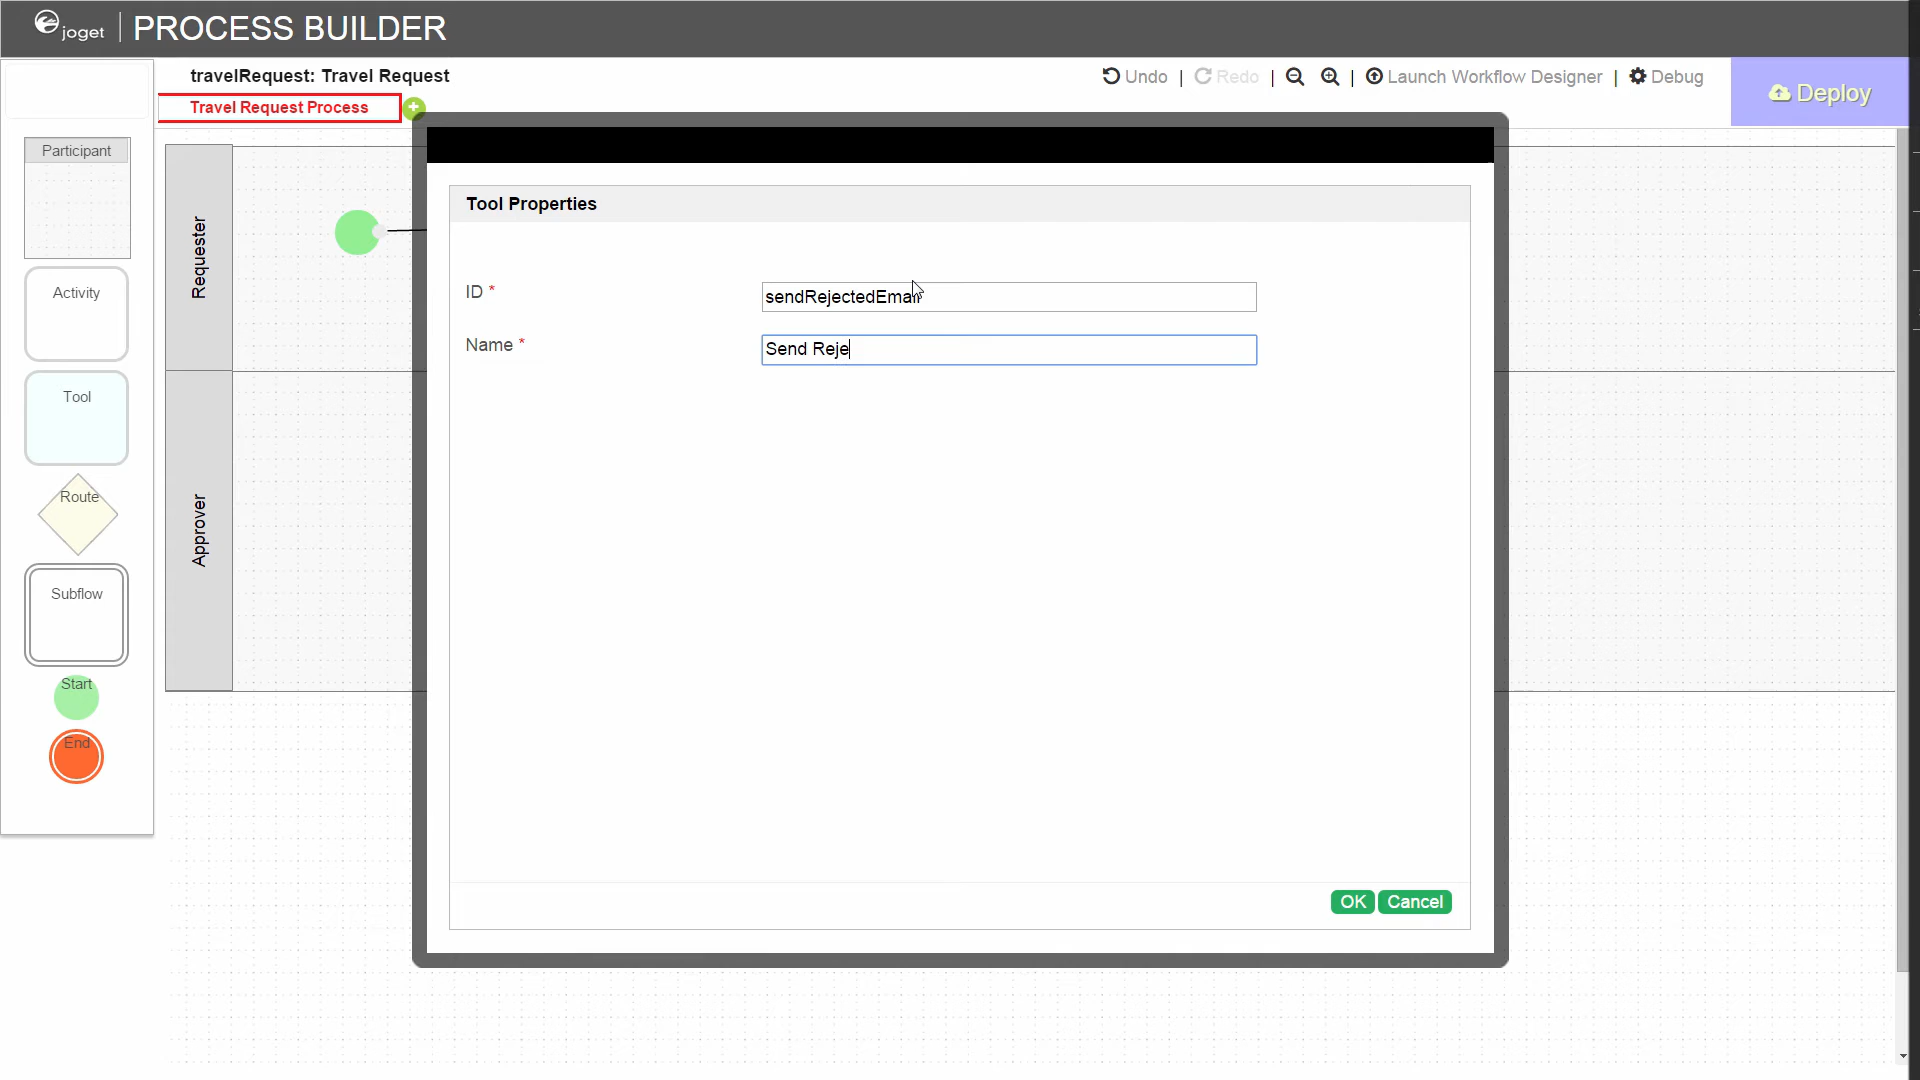 joget | PROCESS BUILDER
travelRequest: Travel Request
Undo | Redo | | Launch Workflow Designer | Debug
Deploy
Travel Request Process
Participant
Activity
Tool
Route
Subflow
Start
End
Requester
Approver
Tool Properties
ID *
sendRejectedEmail
Name *
Send Reje
OK
Cancel